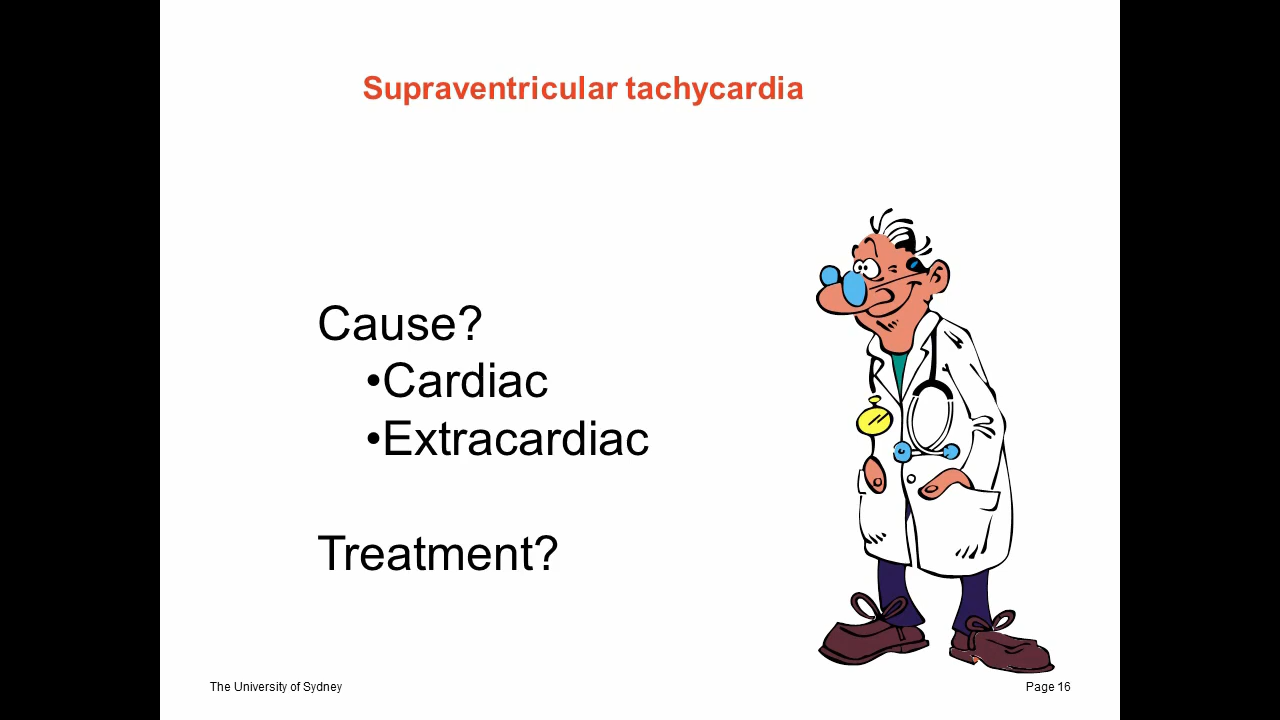 Supraventricular tachycardia
Cause?
•Cardiac
•Extracardiac
Treatment?
The University of Sydney
Page 16